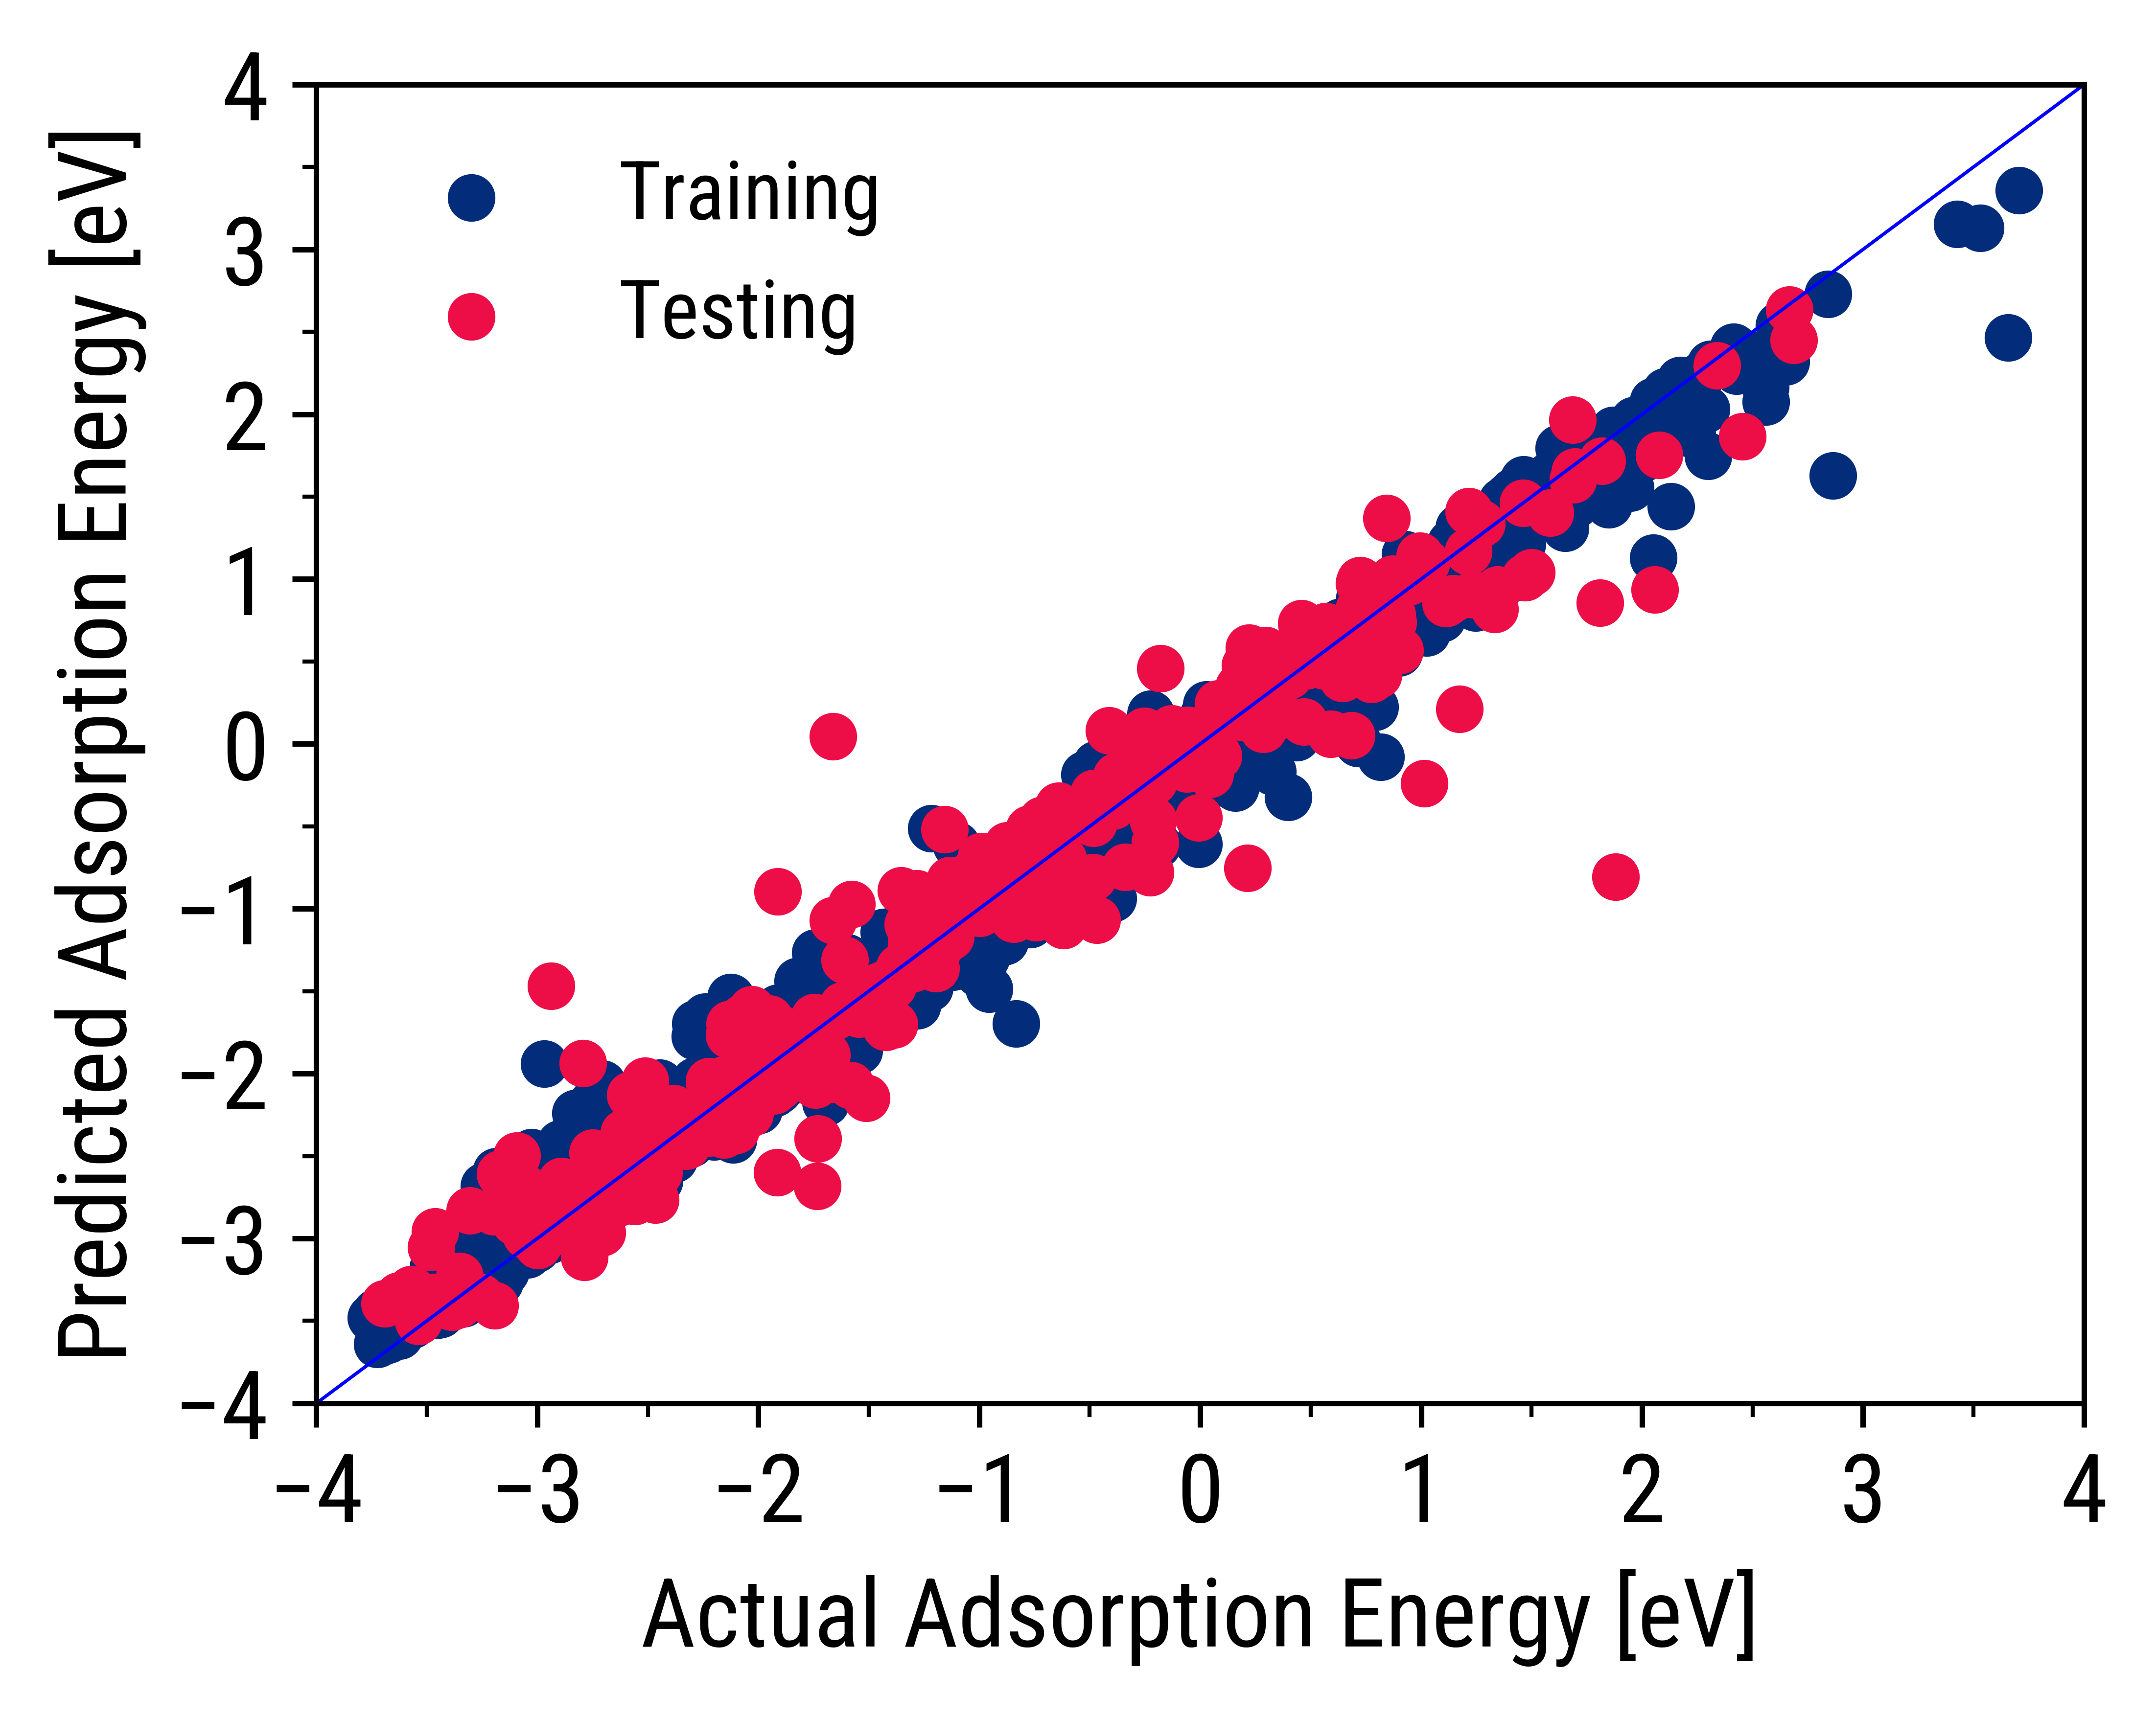 Predicted Adsorption Energy [eV]
4
3
2
1
0
−1
−2
−3
−4
Training
Testing
−4 −3 −2 −1 0 1 2 3 4
Actual Adsorption Energy [eV]